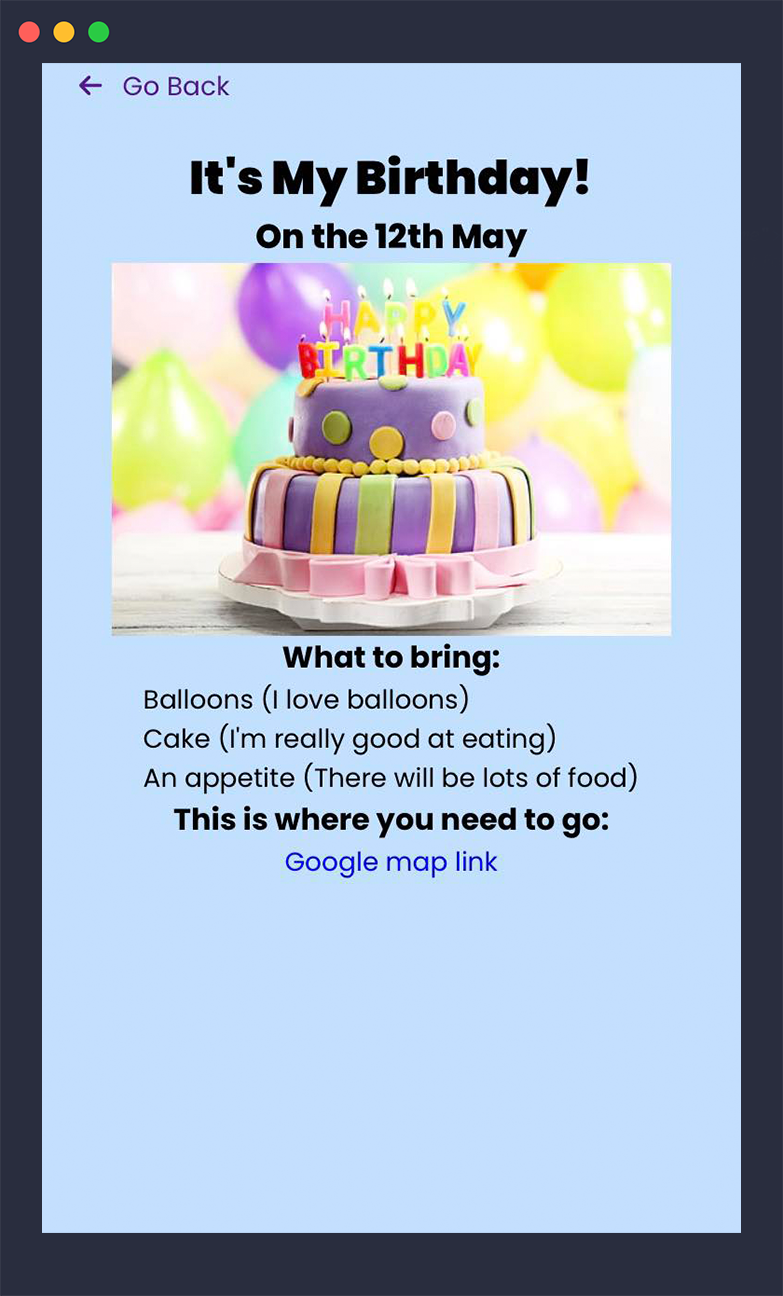 Go Back
It's My Birthday!
On the 12th May
HAPPY
BIRTHDAY
What to bring:
Balloons (I love balloons)
Cake (I'm really good at eating)
An appetite (There will be lots of food)
This is where you need to go:
Google map link